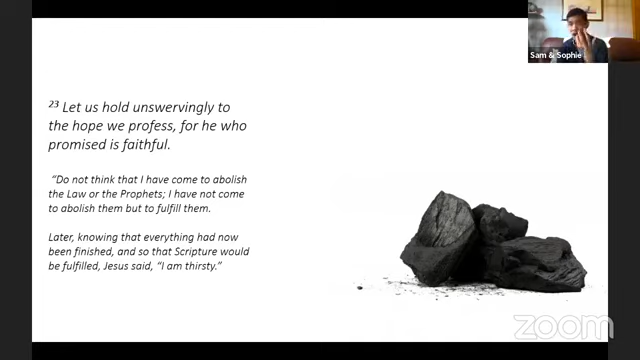 Sam & Sophie
23 Let us hold unswervingly to
the hope we profess, for he who
promised is faithful.
"Do not think that I have come to abolish
the Law or the Prophets; I have not come
to abolish them but to fulfill them.
Later, knowing that everything had now
been finished, and so that Scripture would
be fulfilled, Jesus said, "I am thirsty."
zoom